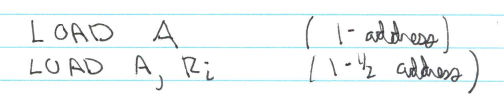 LOAD A (1-address)
LOAD A, Ri (1-1/2 address)